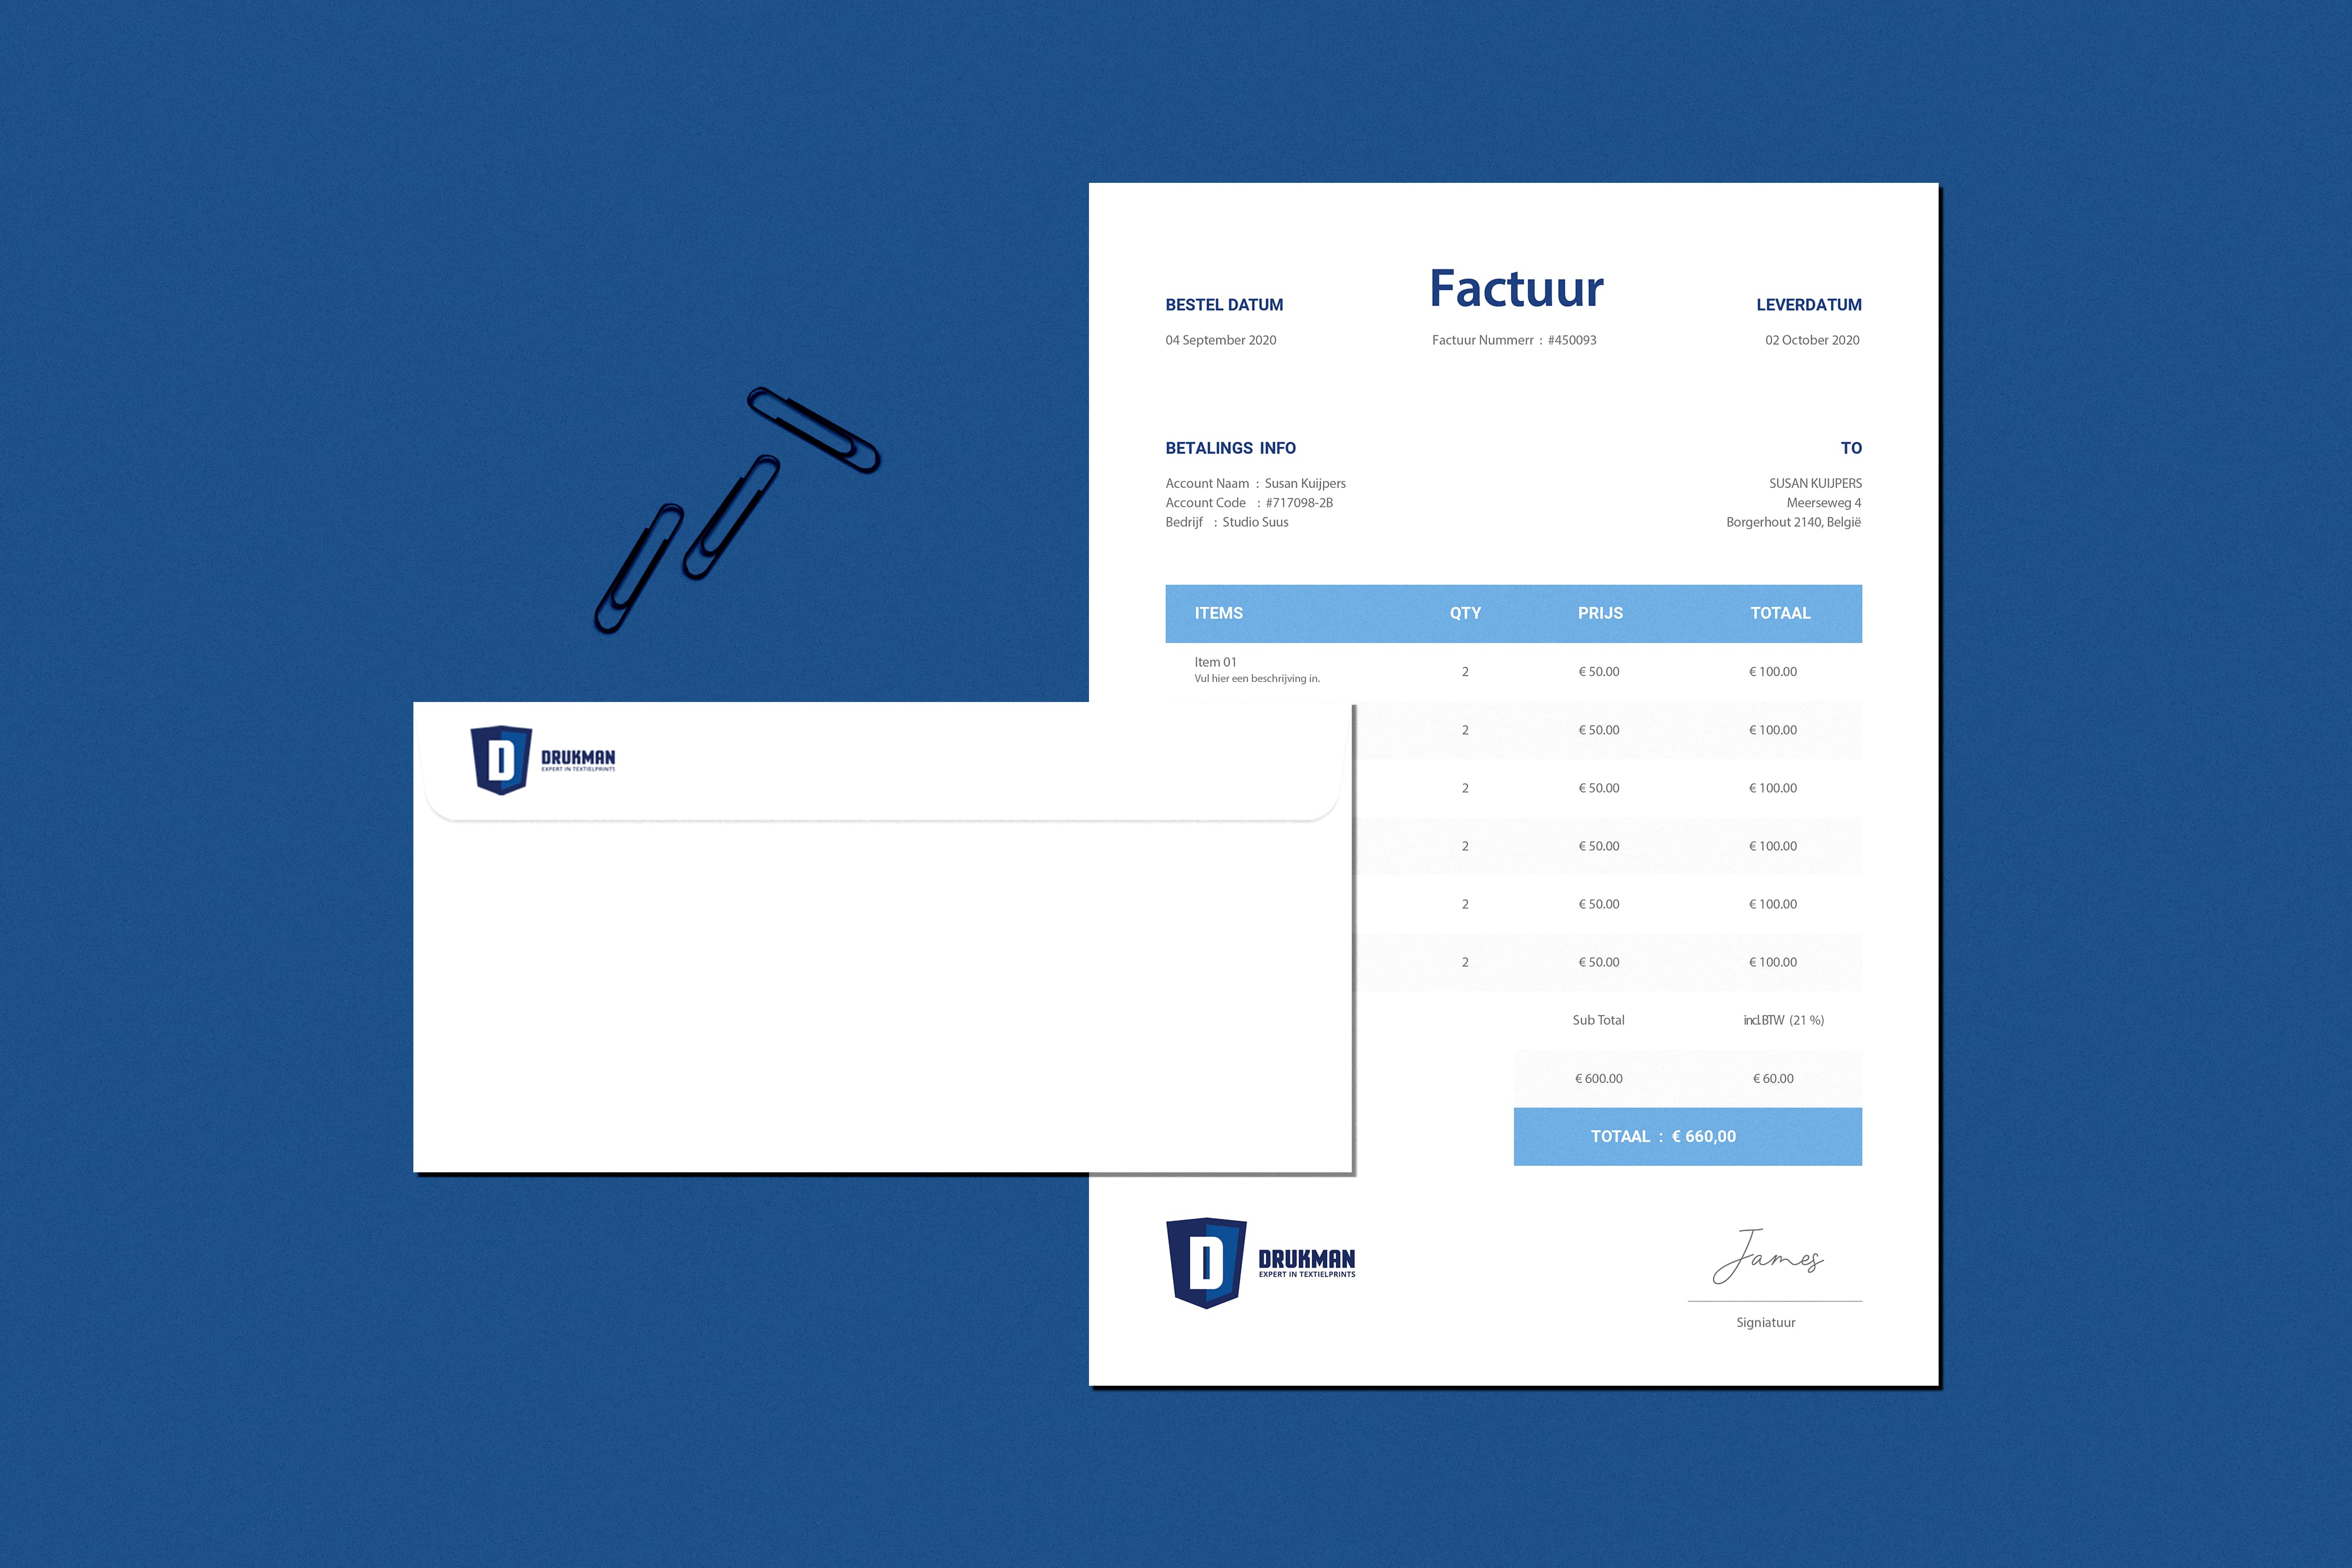 Factuur
BESTEL DATUM
LEVERDATUM
04 September 2020
Factuur Nummerr : #450093
02 October 2020
BETALINGS INFO
TO
Account Naam : Susan Kuijpers
Account Code : #717098-2B
Bedrijf : Studio Suus
SUSAN KUIJPERS
Meerseweg 4
Borgerhout 2140, België
ITEMS QTY PRIJS TOTAAL
Item 01
Vul hier een beschrijving in.
2 € 50.00 € 100.00
2 € 50.00 € 100.00
2 € 50.00 € 100.00
2 € 50.00 € 100.00
2 € 50.00 € 100.00
2 € 50.00 € 100.00
Sub Total incl.BTW (21 %)
€ 600.00 € 60.00
TOTAAL : € 660,00
D
DRUKMAN
EXPERT IN TEXTIELPRINTS
James
Signiatuur
D
DRUKMAN
EXPERT IN TEXTIELPRINTS